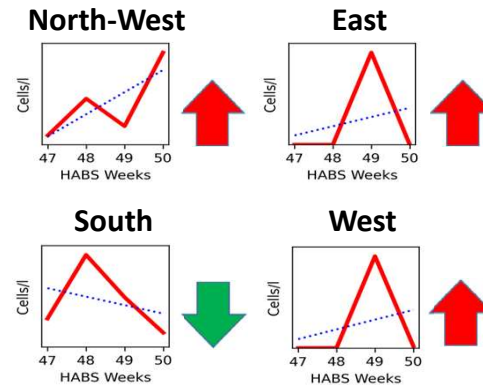 North-West
Cells/l
47 48 49 50
HABS Weeks
East
Cells/l
47 48 49 50
HABS Weeks
South
Cells/l
47 48 49 50
HABS Weeks
West
Cells/l
47 48 49 50
HABS Weeks